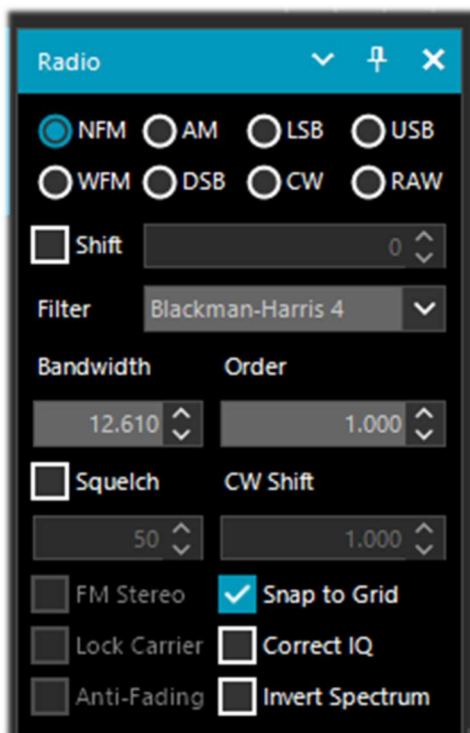 Radio
NFM AM LSB USB
WFM DSB CW RAW
Shift 0
Filter Blackman-Harris 4
Bandwidth Order
12.610 1.000
Squelch CW Shift
50 1.000
FM Stereo Snap to Grid
Lock Carrier Correct IQ
Anti-Fading Invert Spectrum